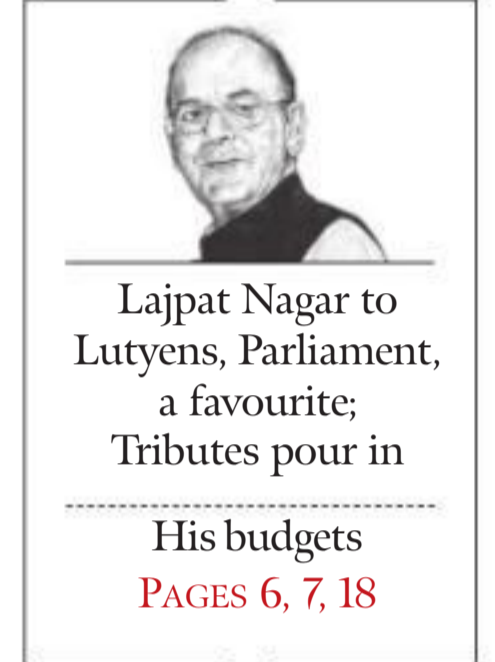 Lajpat Nagar to
Lutyens, Parliament,
a favourite;
Tributes pour in
His budgets
PAGES 6, 7, 18